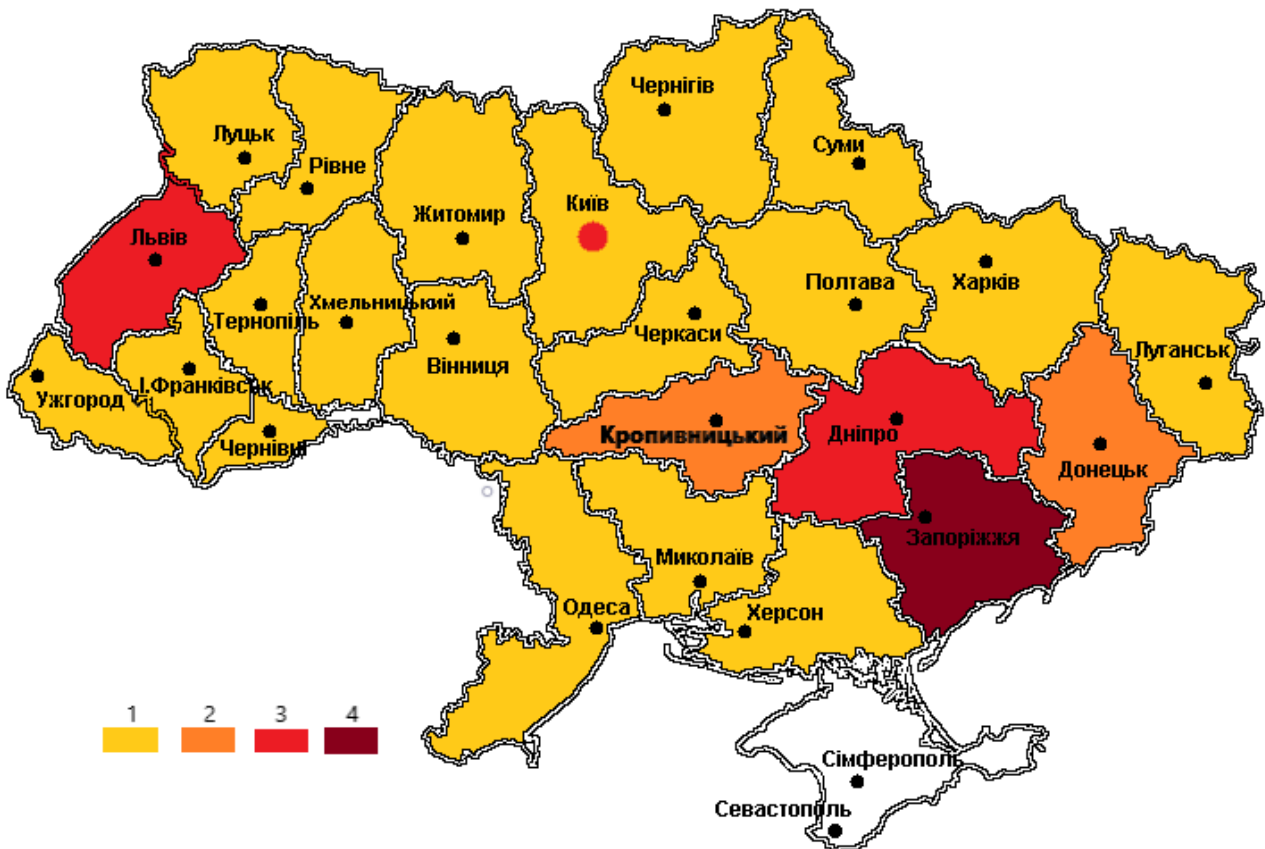 Чернігів
Луцьк
Суми
Рівне
Київ
Житомир
Львів
Полтава
Харків
Хмельницький
Тернопіль
Черкаси
Луганськ
Вінниця
І.Франківськ
Ужгород
Кропивницький
Дніпро
Чернівці
Донецьк
Запоріжжя
Миколаїв
Одеса
Херсон
1 2 3 4
Сімферополь
Севастополь